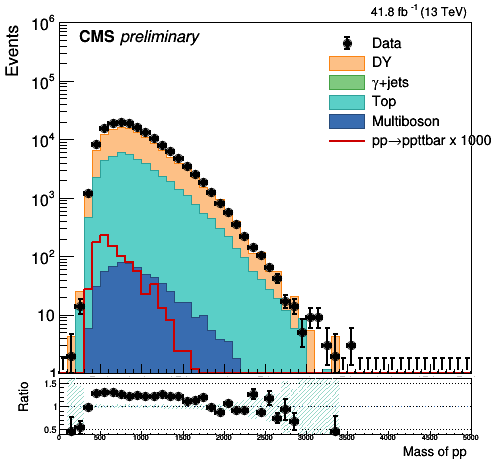 41.8 fb⁻¹ (13 TeV)
CMS preliminary
Events
10⁶
10⁵
10⁴
10³
10²
10
1
Data
DY
γ+jets
Top
Multiboson
pp→ppttbar x 1000
Ratio
1.5
1
0.5
0 500 1000 1500 2000 2500 3000 3500 4000 4500 5000
Mass of pp